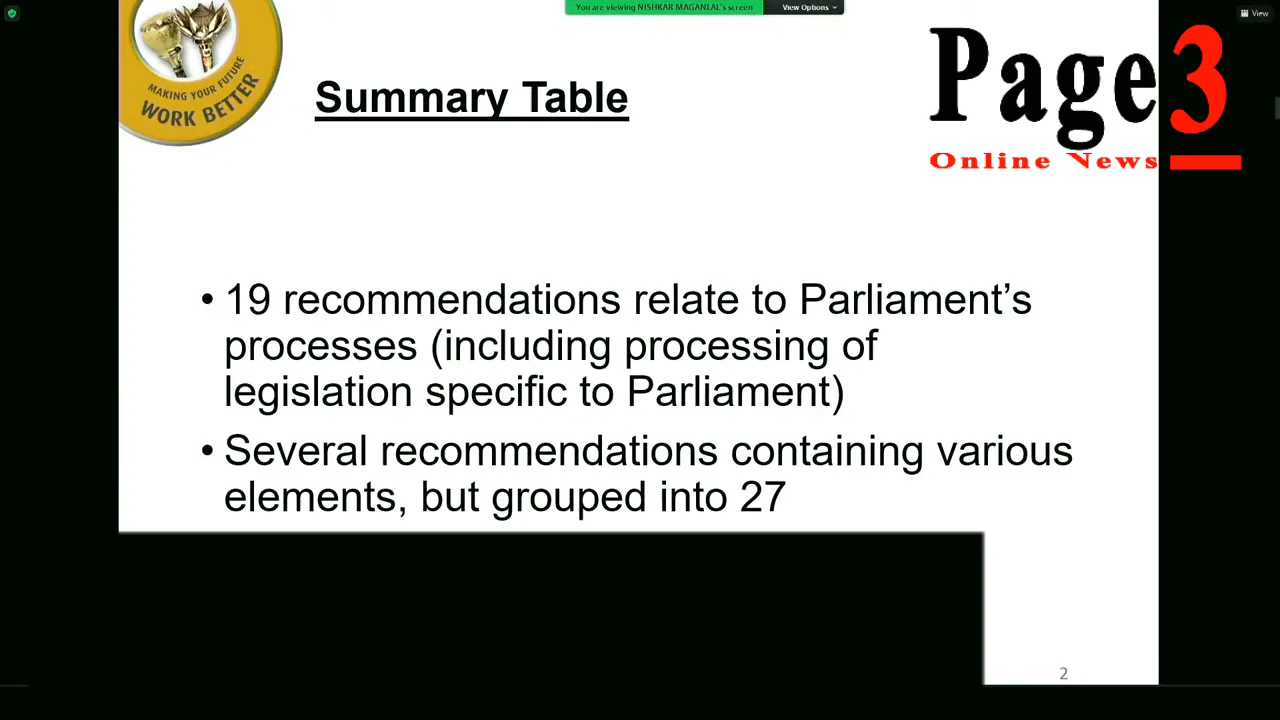 You are viewing NISHKAR MAGANLAL's screen
View Options
View
MAKING YOUR FUTURE
WORK BETTER
Summary Table
Page3
Online News
• 19 recommendations relate to Parliament’s
processes (including processing of
legislation specific to Parliament)
• Several recommendations containing various
elements, but grouped into 27
2